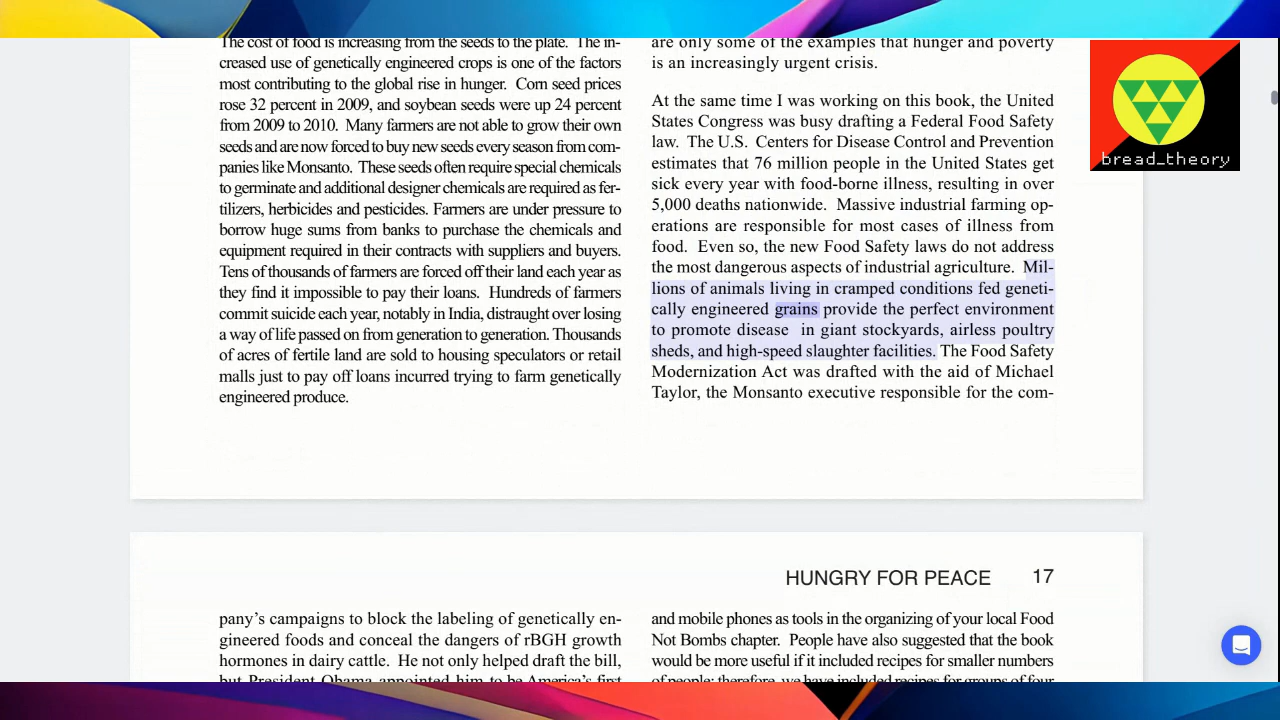 The cost of food is increasing from the seeds to the plate. The in-
creased use of genetically engineered crops is one of the factors
most contributing to the global rise in hunger. Corn seed prices
rose 32 percent in 2009, and soybean seeds were up 24 percent
from 2009 to 2010. Many farmers are not able to grow their own
seeds and are now forced to buy new seeds every season from com-
panies like Monsanto. These seeds often require special chemicals
to germinate and additional designer chemicals are required as fer-
tilizers, herbicides and pesticides. Farmers are under pressure to
borrow huge sums from banks to purchase the chemicals and
equipment required in their contracts with suppliers and buyers.
Tens of thousands of farmers are forced off their land each year as
they find it impossible to pay their loans. Hundreds of farmers
commit suicide each year, notably in India, distraught over losing
a way of life passed on from generation to generation. Thousands
of acres of fertile land are sold to housing speculators or retail
malls just to pay off loans incurred trying to farm genetically
engineered produce.
are only some of the examples that hunger and poverty
is an increasingly urgent crisis.
At the same time I was working on this book, the United
States Congress was busy drafting a Federal Food Safety
law. The U.S. Centers for Disease Control and Prevention
estimates that 76 million people in the United States get
sick every year with food-borne illness, resulting in over
5,000 deaths nationwide. Massive industrial farming op-
erations are responsible for most cases of illness from
food. Even so, the new Food Safety laws do not address
the most dangerous aspects of industrial agriculture. Mil-
lions of animals living in cramped conditions fed geneti-
cally engineered grains provide the perfect environment
to promote disease in giant stockyards, airless poultry
sheds, and high-speed slaughter facilities. The Food Safety
Modernization Act was drafted with the aid of Michael
Taylor, the Monsanto executive responsible for the com-
bread_theory
HUNGRY FOR PEACE 17
pany's campaigns to block the labeling of genetically en-
gineered foods and conceal the dangers of rBGH growth
hormones in dairy cattle. He not only helped draft the bill,
but President Obama appointed him to be America's first
and mobile phones as tools in the organizing of your local Food
Not Bombs chapter. People have also suggested that the book
would be more useful if it included recipes for smaller numbers
of people; therefore, we have included recipes for groups of four